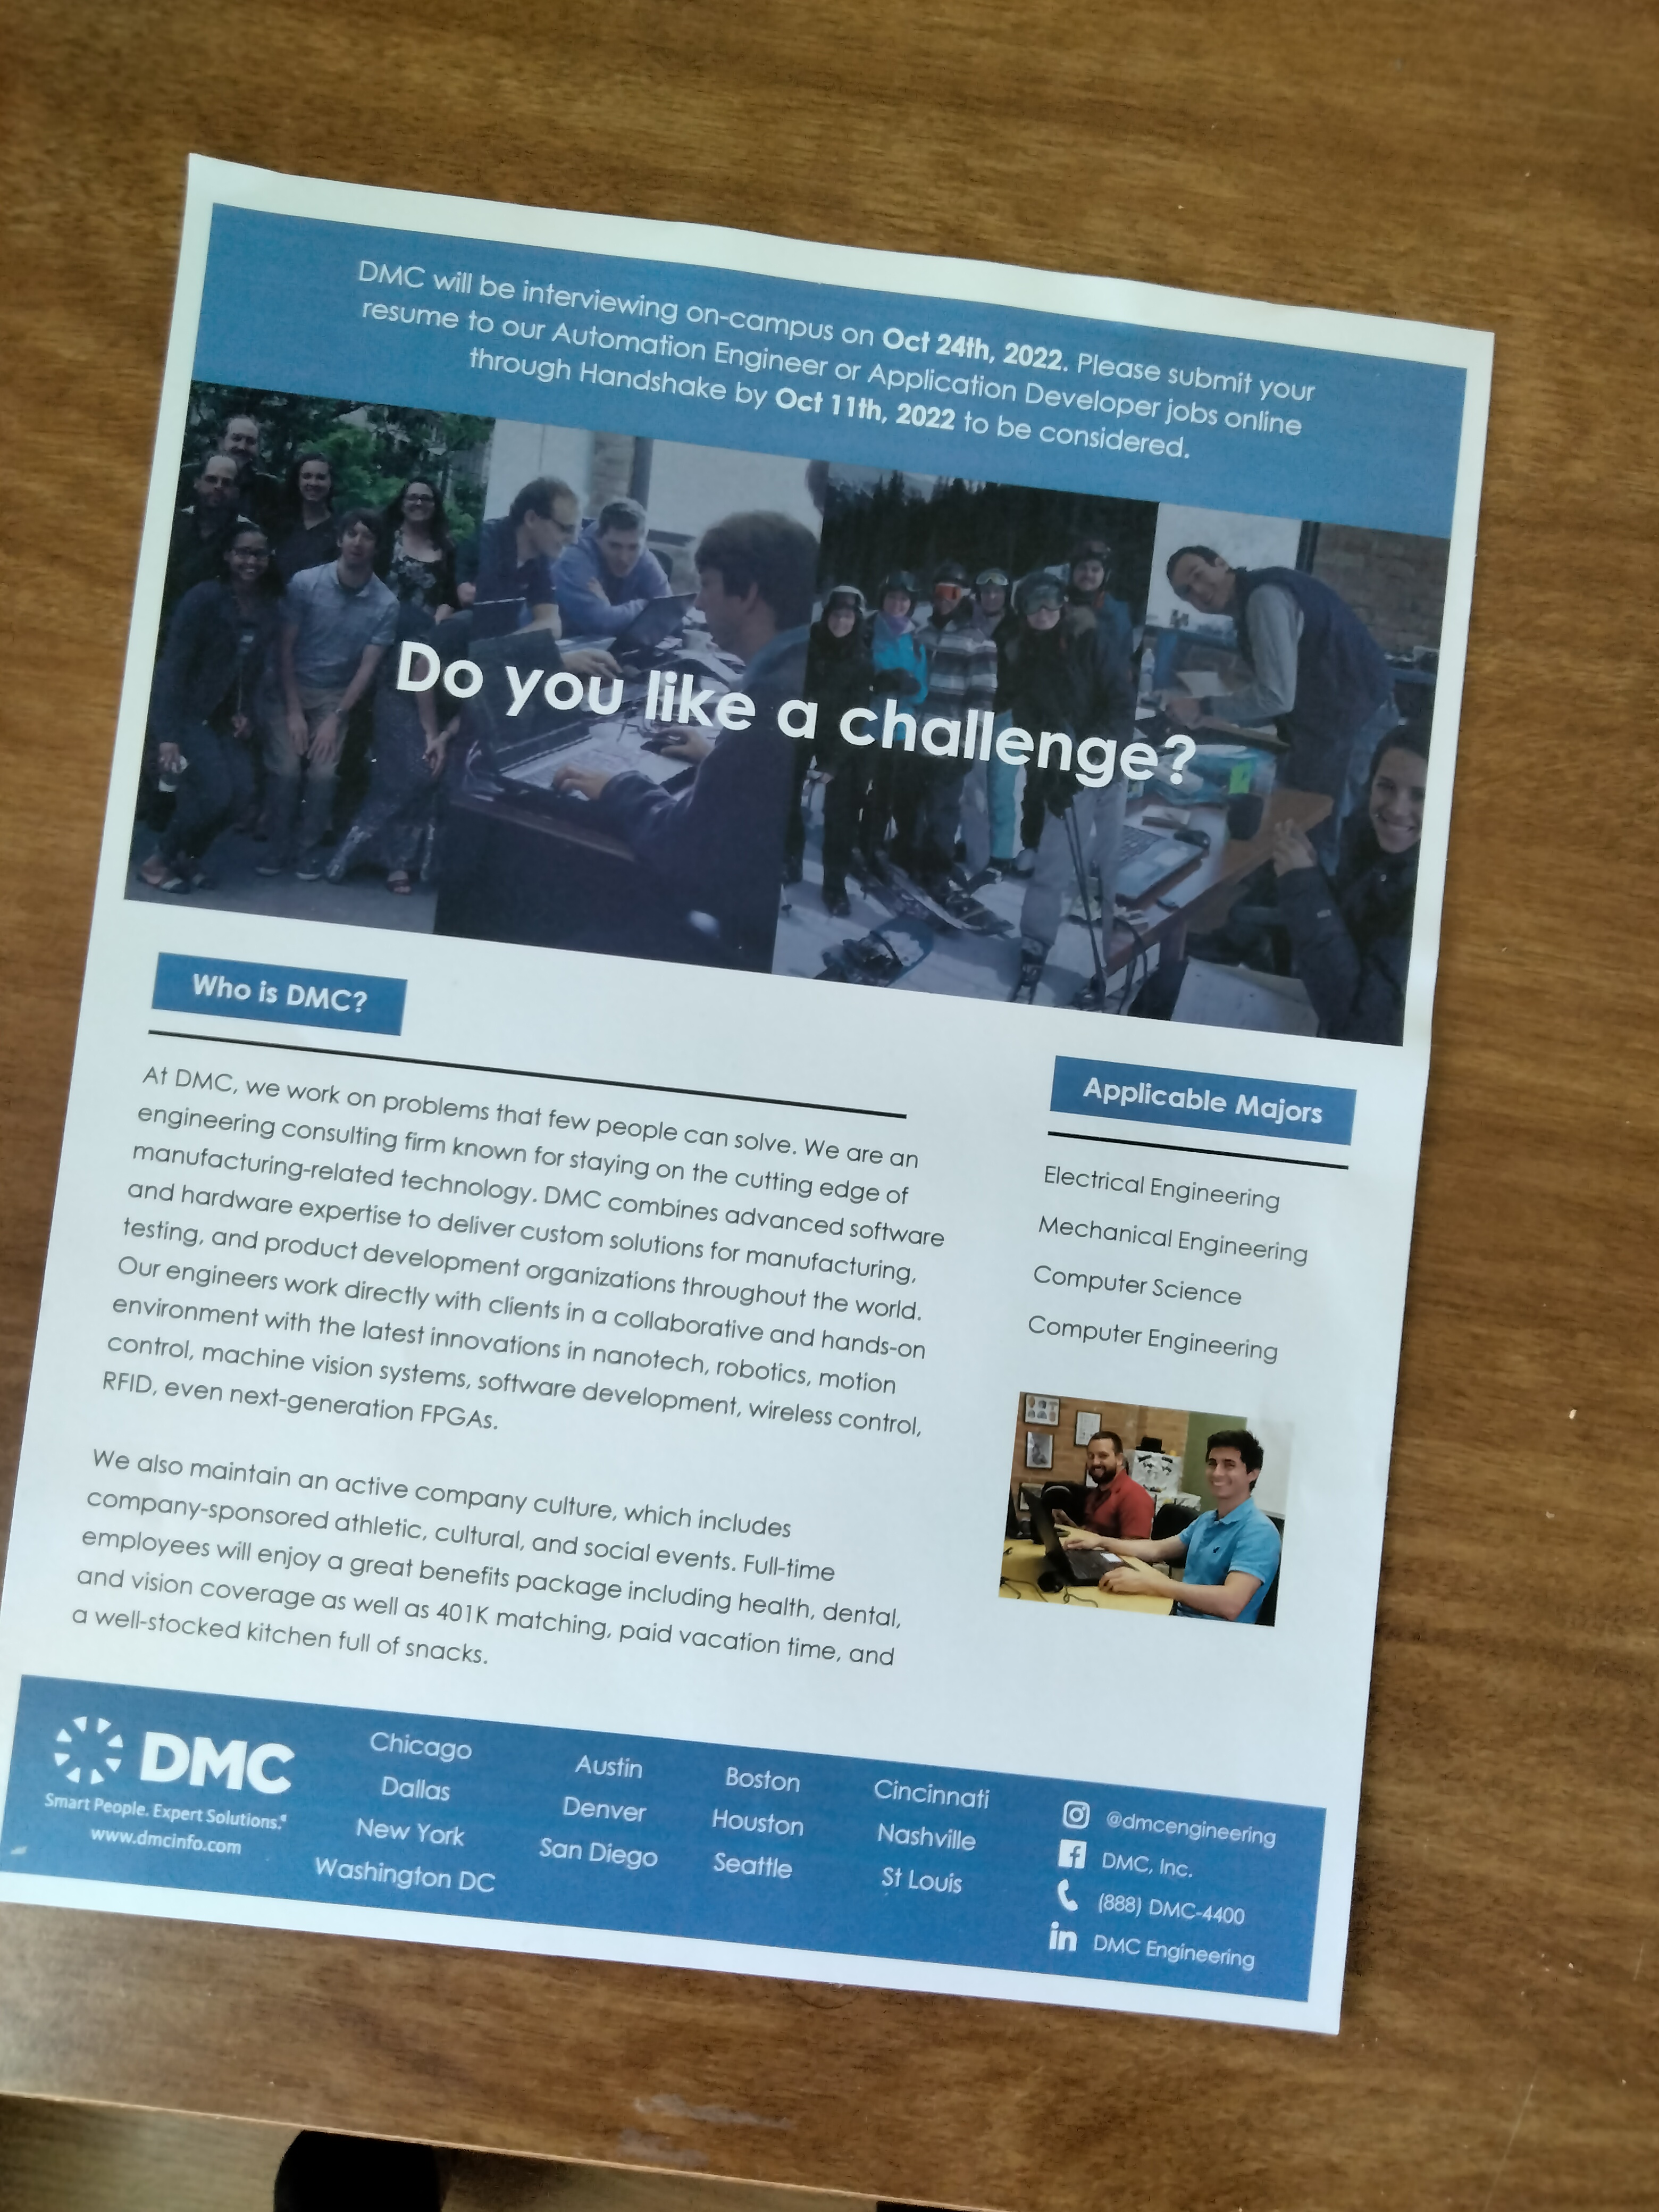 DMC will be interviewing on-campus on Oct 24th, 2022. Please submit your
resume to our Automation Engineer or Application Developer jobs online
through Handshake by Oct 11th, 2022 to be considered.
Do you like a challenge?
Who is DMC?
At DMC, we work on problems that few people can solve. We are an
engineering consulting firm known for staying on the cutting edge of
manufacturing-related technology. DMC combines advanced software
and hardware expertise to deliver custom solutions for manufacturing,
testing, and product development organizations throughout the world.
Our engineers work directly with clients in a collaborative and hands-on
environment with the latest innovations in nanotech, robotics, motion
control, machine vision systems, software development, wireless control,
RFID, even next-generation FPGAs.
We also maintain an active company culture, which includes
company-sponsored athletic, cultural, and social events. Full-time
employees will enjoy a great benefits package including health, dental,
and vision coverage as well as 401K matching, paid vacation time, and
a well-stocked kitchen full of snacks.
Applicable Majors
Electrical Engineering
Mechanical Engineering
Computer Science
Computer Engineering
DMC
Smart People. Expert Solutions.®
www.dmcinfo.com
Chicago
Dallas
New York
Washington DC
Austin
Denver
San Diego
Boston
Houston
Seattle
Cincinnati
Nashville
St Louis
@dmcengineering
DMC, Inc.
(888) DMC-4400
in DMC Engineering